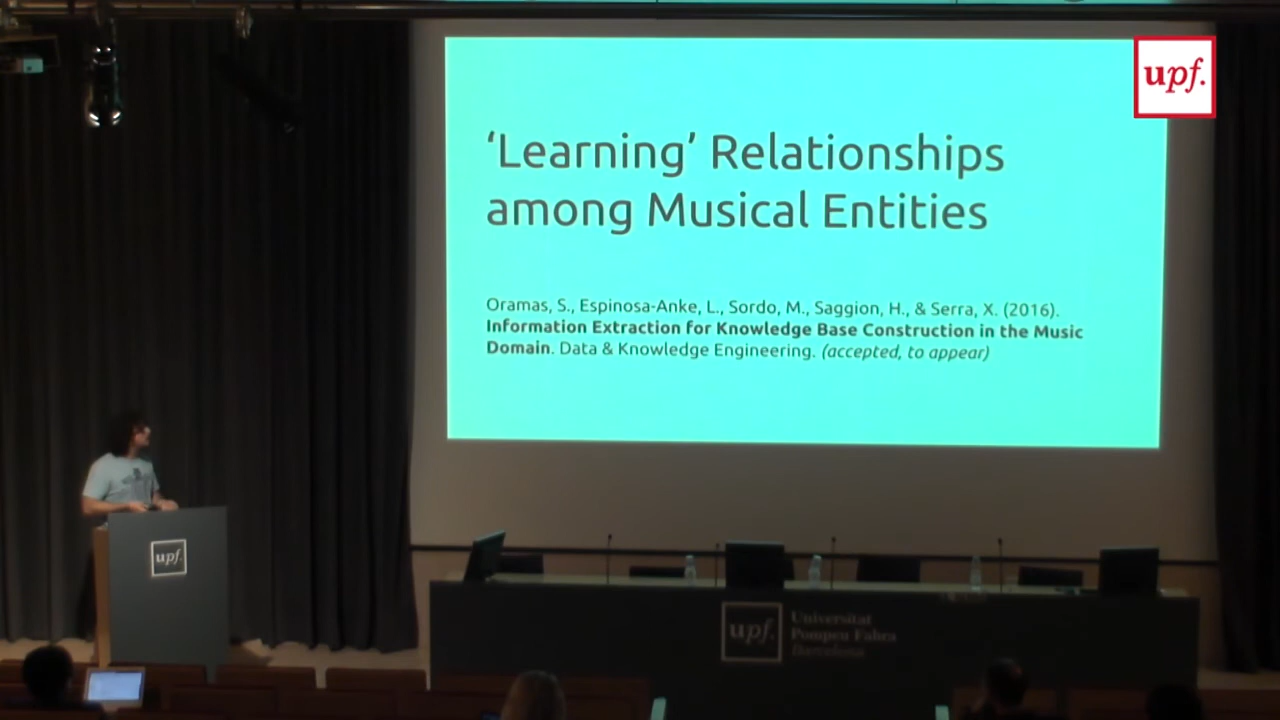 upf.
‘Learning’ Relationships
among Musical Entities
Oramas, S., Espinosa-Anke, L., Sordo, M., Saggion, H., & Serra, X. (2016).
Information Extraction for Knowledge Base Construction in the Music
Domain. Data & Knowledge Engineering. (accepted, to appear)
upf.
upf.
Universitat
Pompeu Fabra
Barcelona